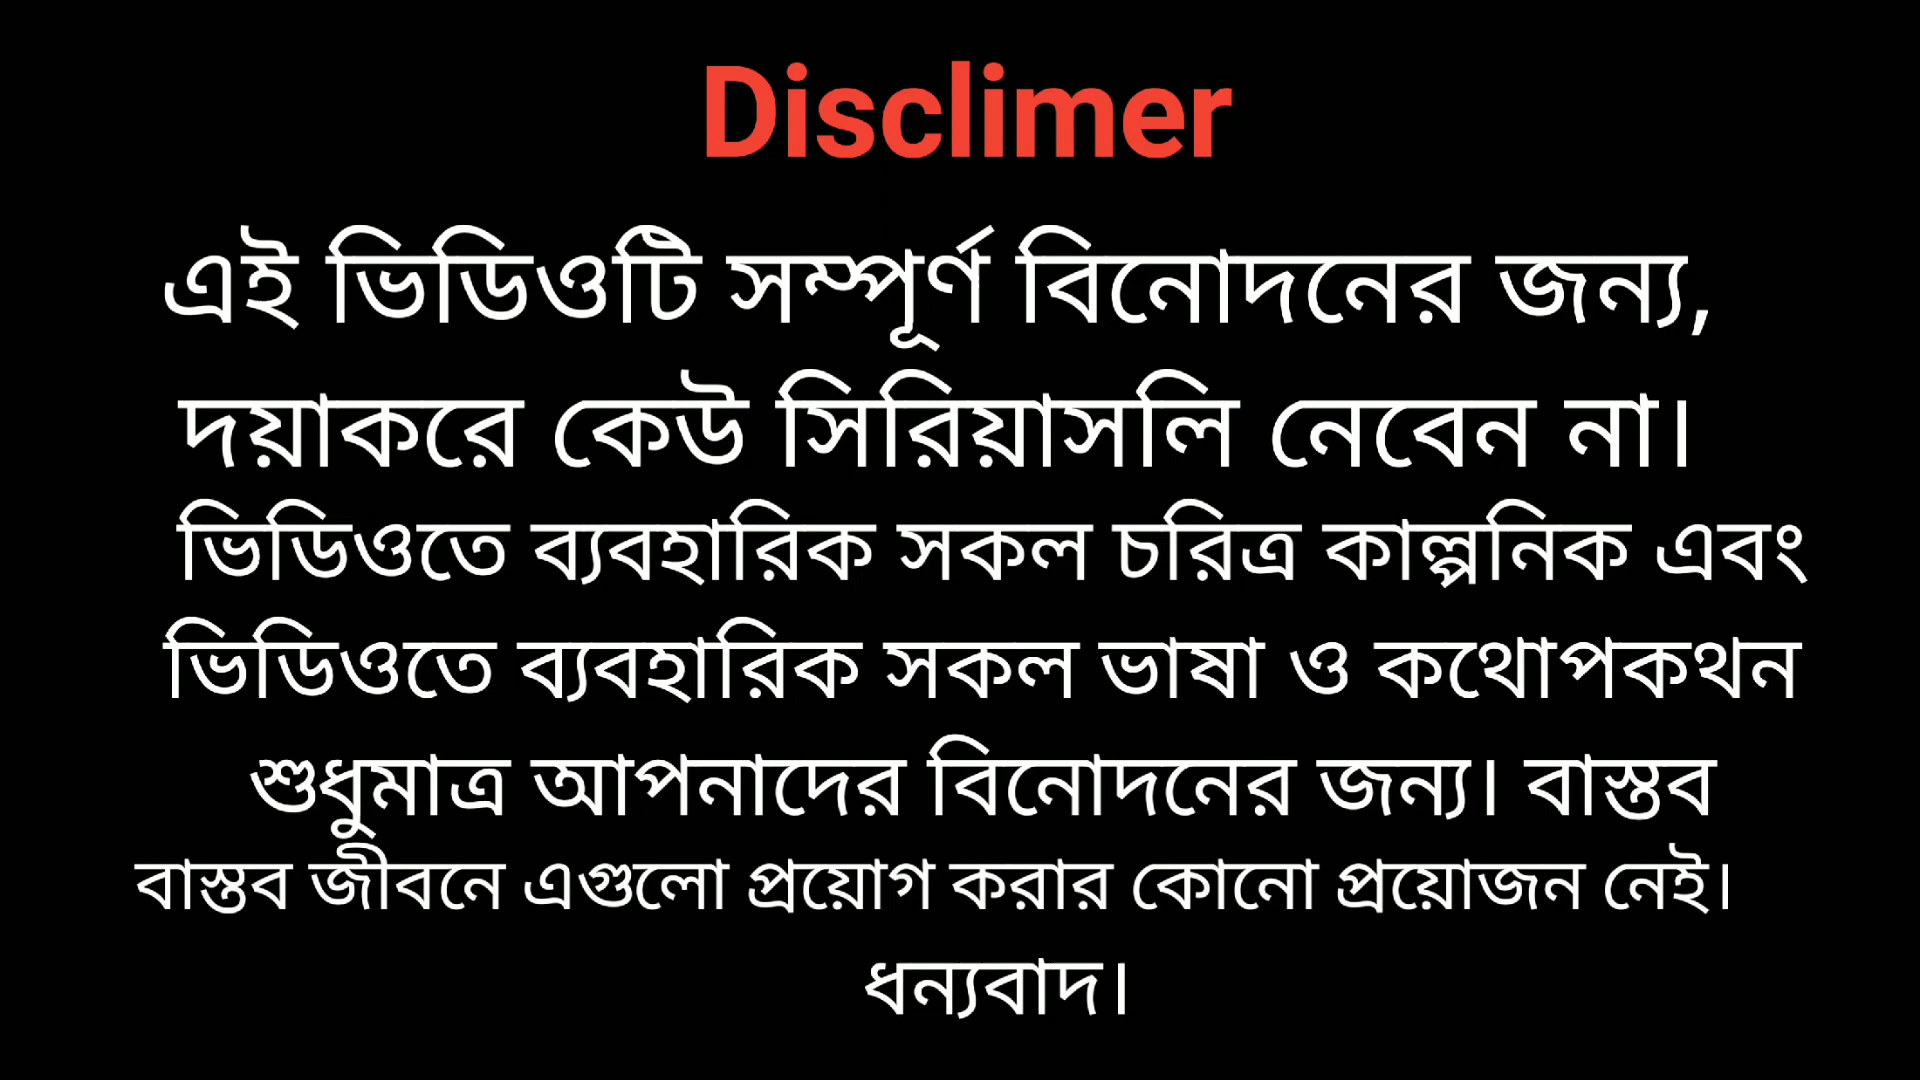 Disclimer
এই ভিডিওটি সম্পূর্ণ বিনোদনের জন্য,
দয়াকরে কেউ সিরিয়াসলি নেবেন না।
ভিডিওতে ব্যবহারিক সকল চরিত্র কাল্পনিক এবং
ভিডিওতে ব্যবহারিক সকল ভাষা ও কথোপকথন
শুধুমাত্র আপনাদের বিনোদনের জন্য। বাস্তব
বাস্তব জীবনে এগুলো প্রয়োগ করার কোনো প্রয়োজন নেই।
ধন্যবাদ।